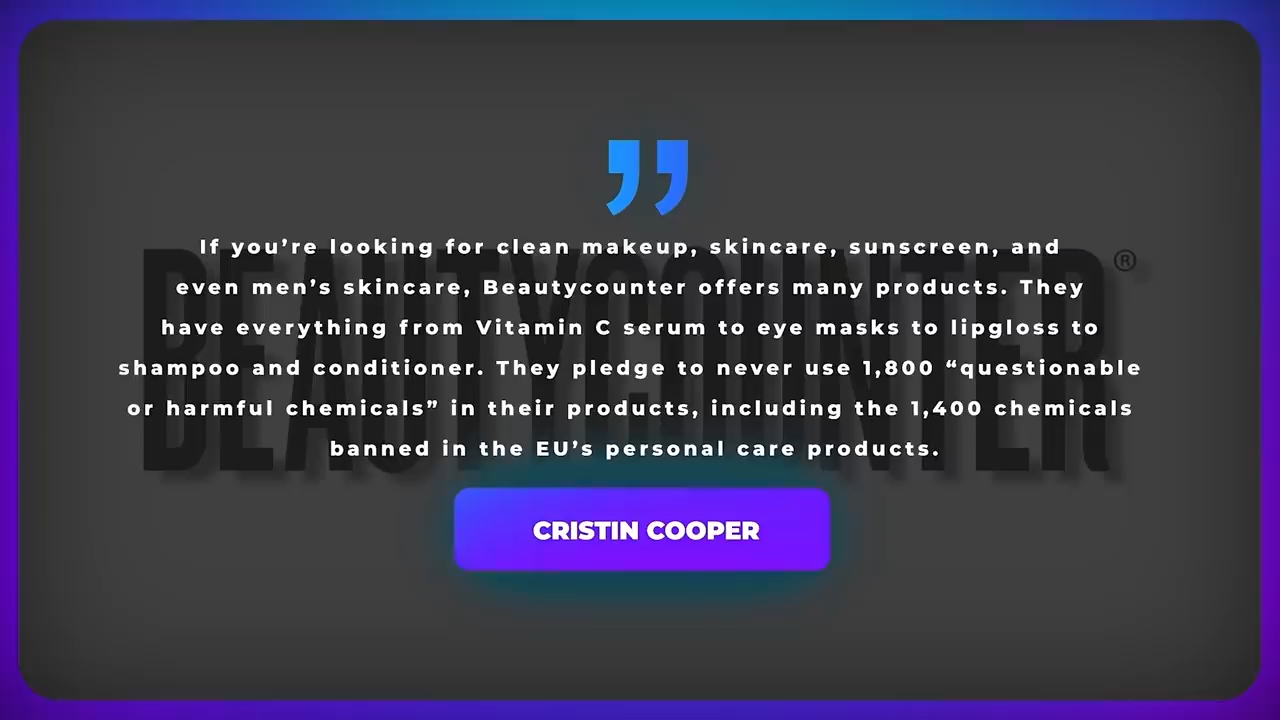 If you’re looking for clean makeup, skincare, sunscreen, and
even men’s skincare, Beautycounter offers many products. They
have everything from Vitamin C serum to eye masks to lipgloss to
shampoo and conditioner. They pledge to never use 1,800 “questionable
or harmful chemicals” in their products, including the 1,400 chemicals
banned in the EU’s personal care products.
BEAUTYCOUNTER®
CRISTIN COOPER